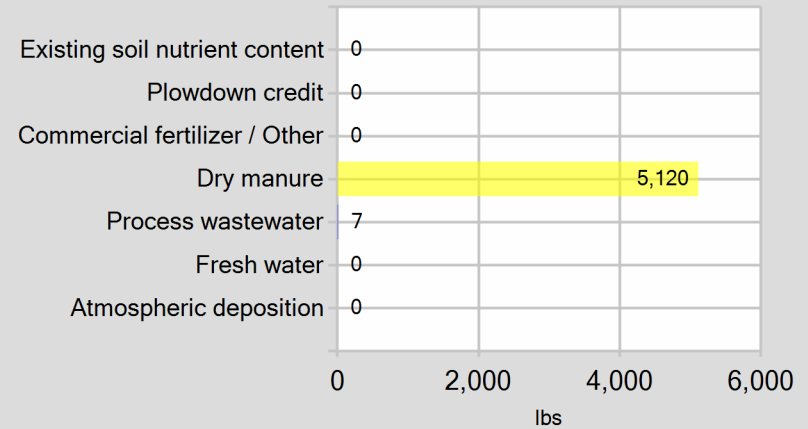 Existing soil nutrient content 0
Plowdown credit 0
Commercial fertilizer / Other 0
Dry manure 5,120
Process wastewater 7
Fresh water 0
Atmospheric deposition 0
0 2,000 4,000 6,000
lbs